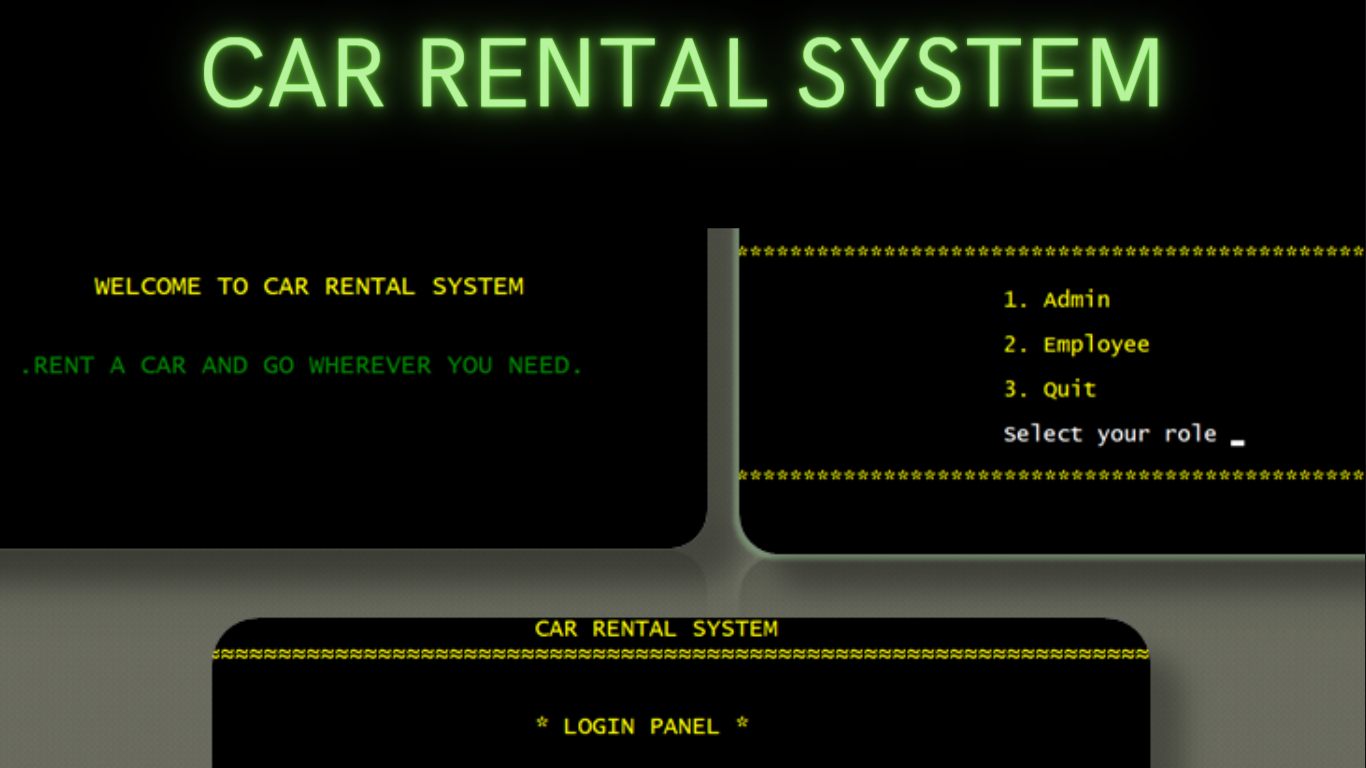 CAR RENTAL SYSTEM
WELCOME TO CAR RENTAL SYSTEM
.RENT A CAR AND GO WHEREVER YOU NEED.
1. Admin
2. Employee
3. Quit
Select your role _
CAR RENTAL SYSTEM
* LOGIN PANEL *